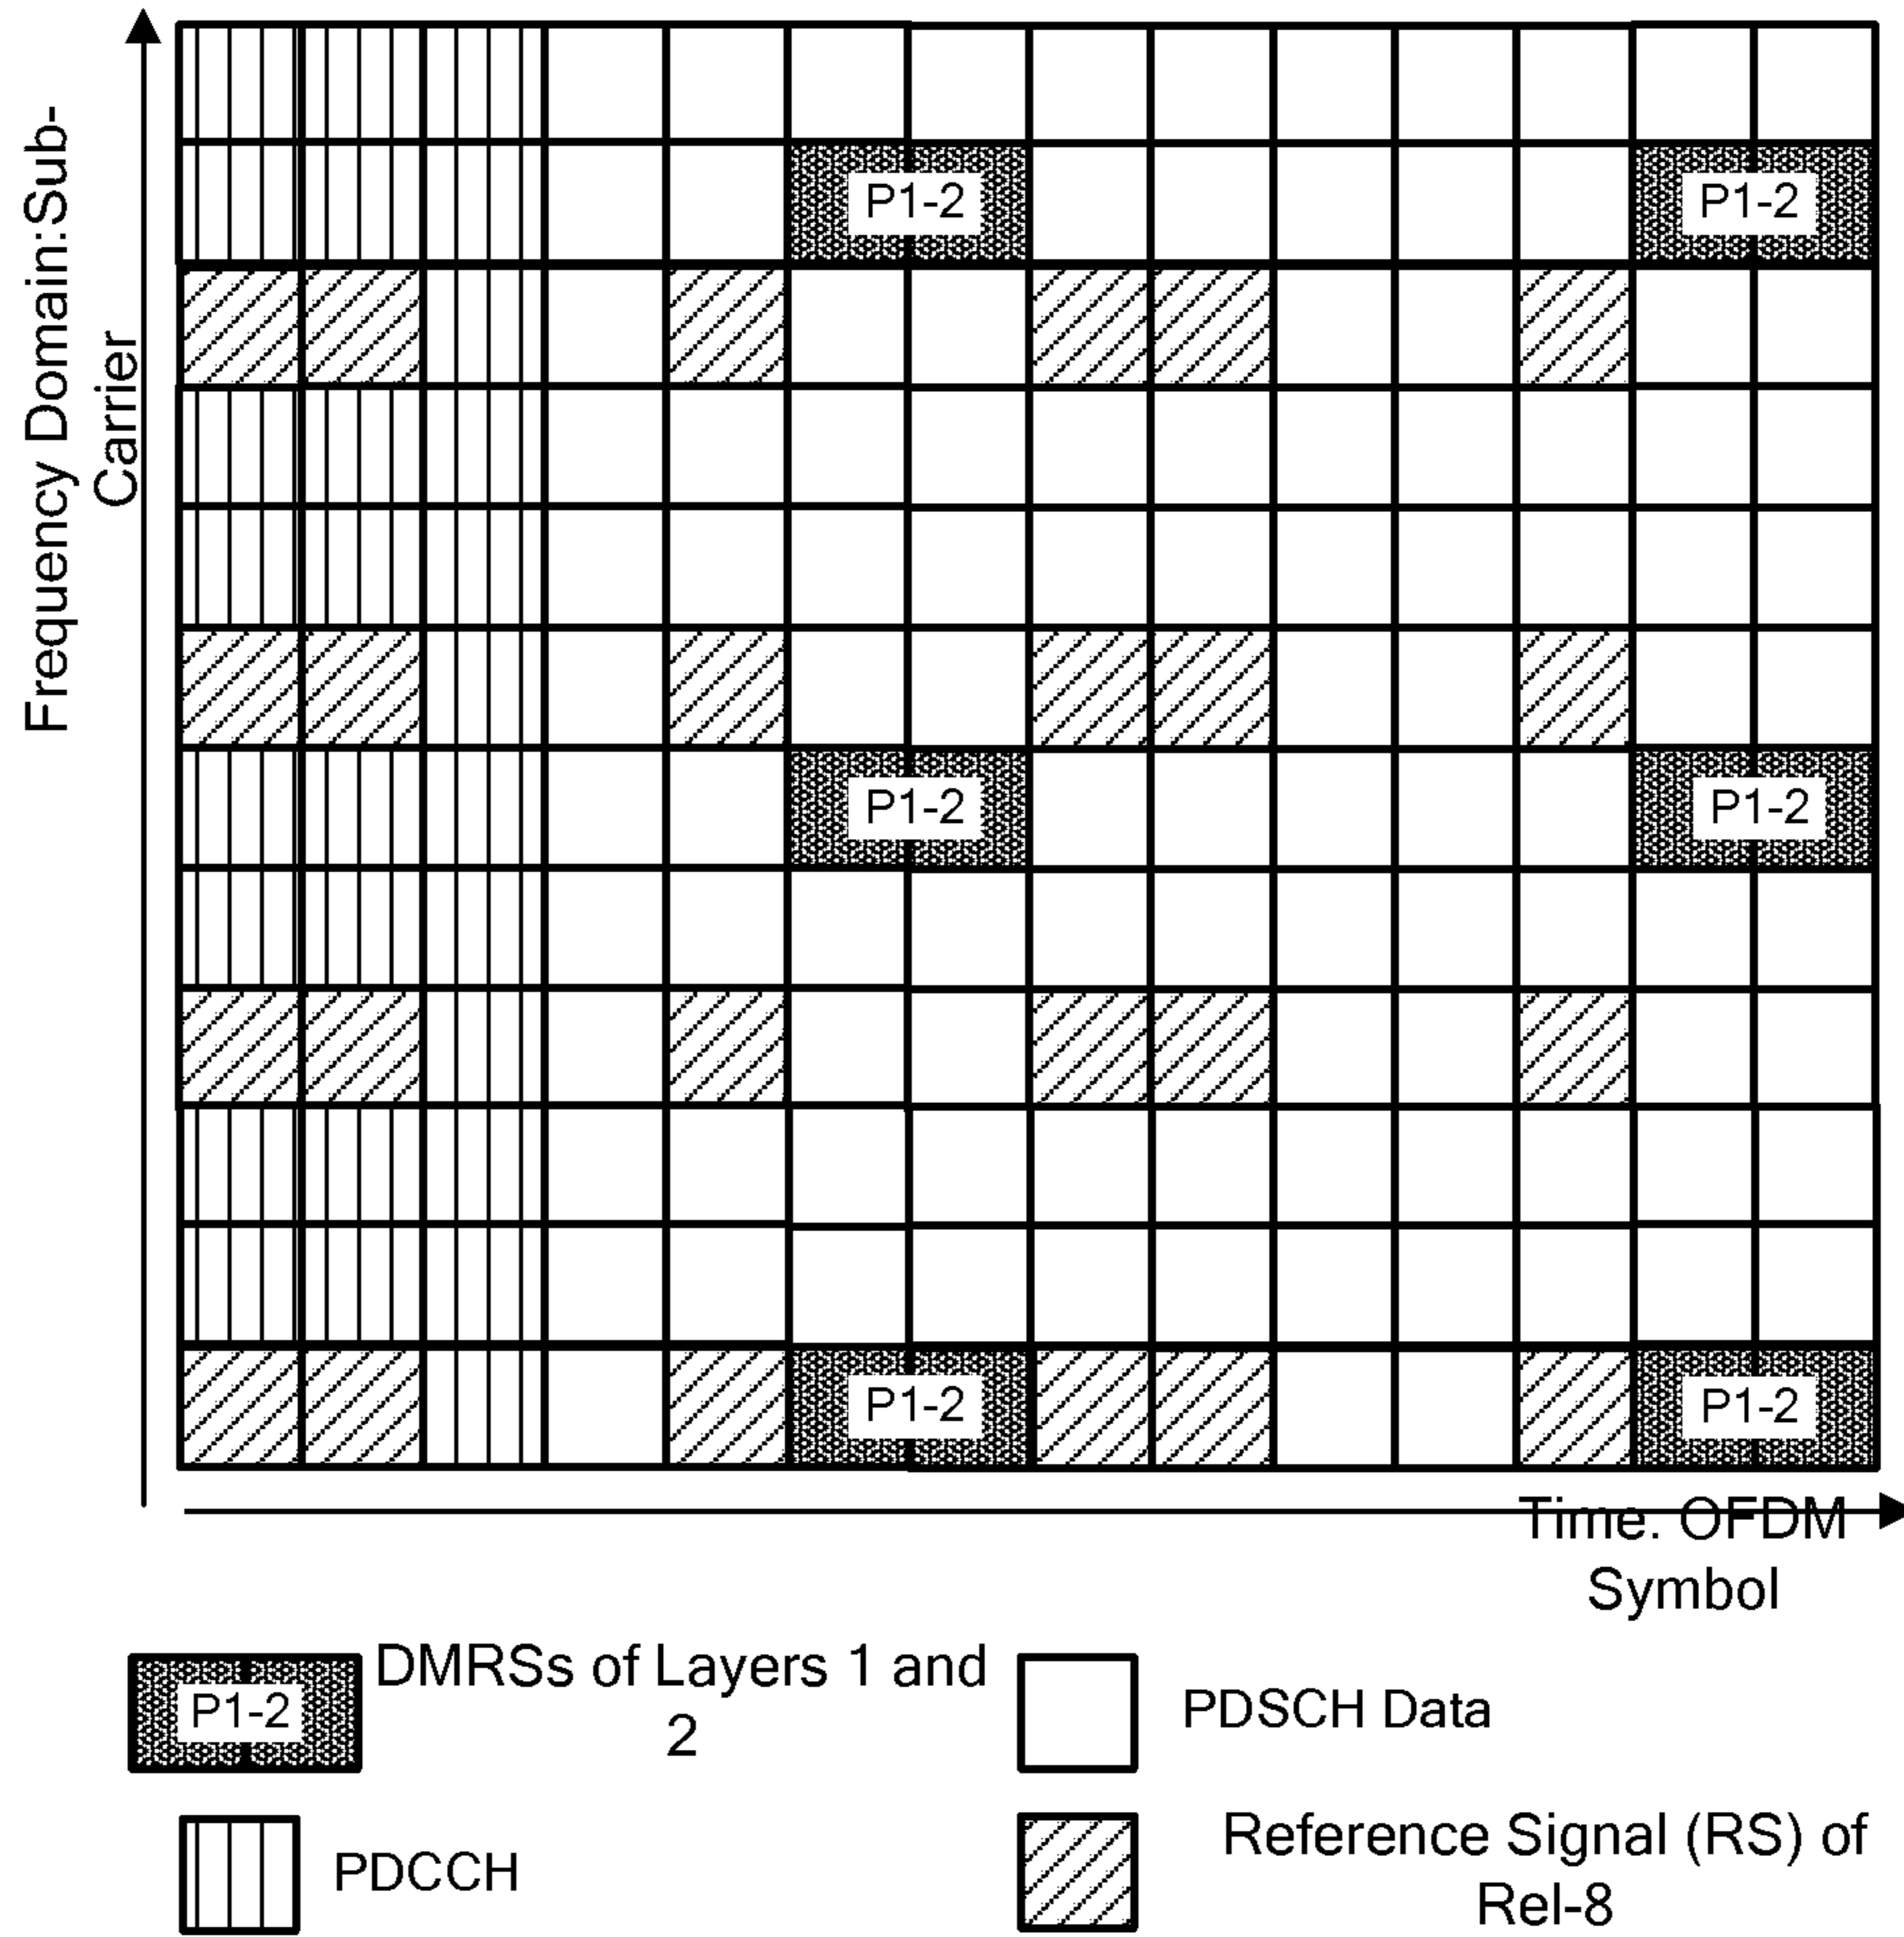 Frequency Domain:Sub-
Carrier
P1-2
P1-2
P1-2
P1-2
P1-2
P1-2
Time: OFDM
Symbol
P1-2
DMRSs of Layers 1 and
2
PDSCH Data
PDCCH
Reference Signal (RS) of
Rel-8